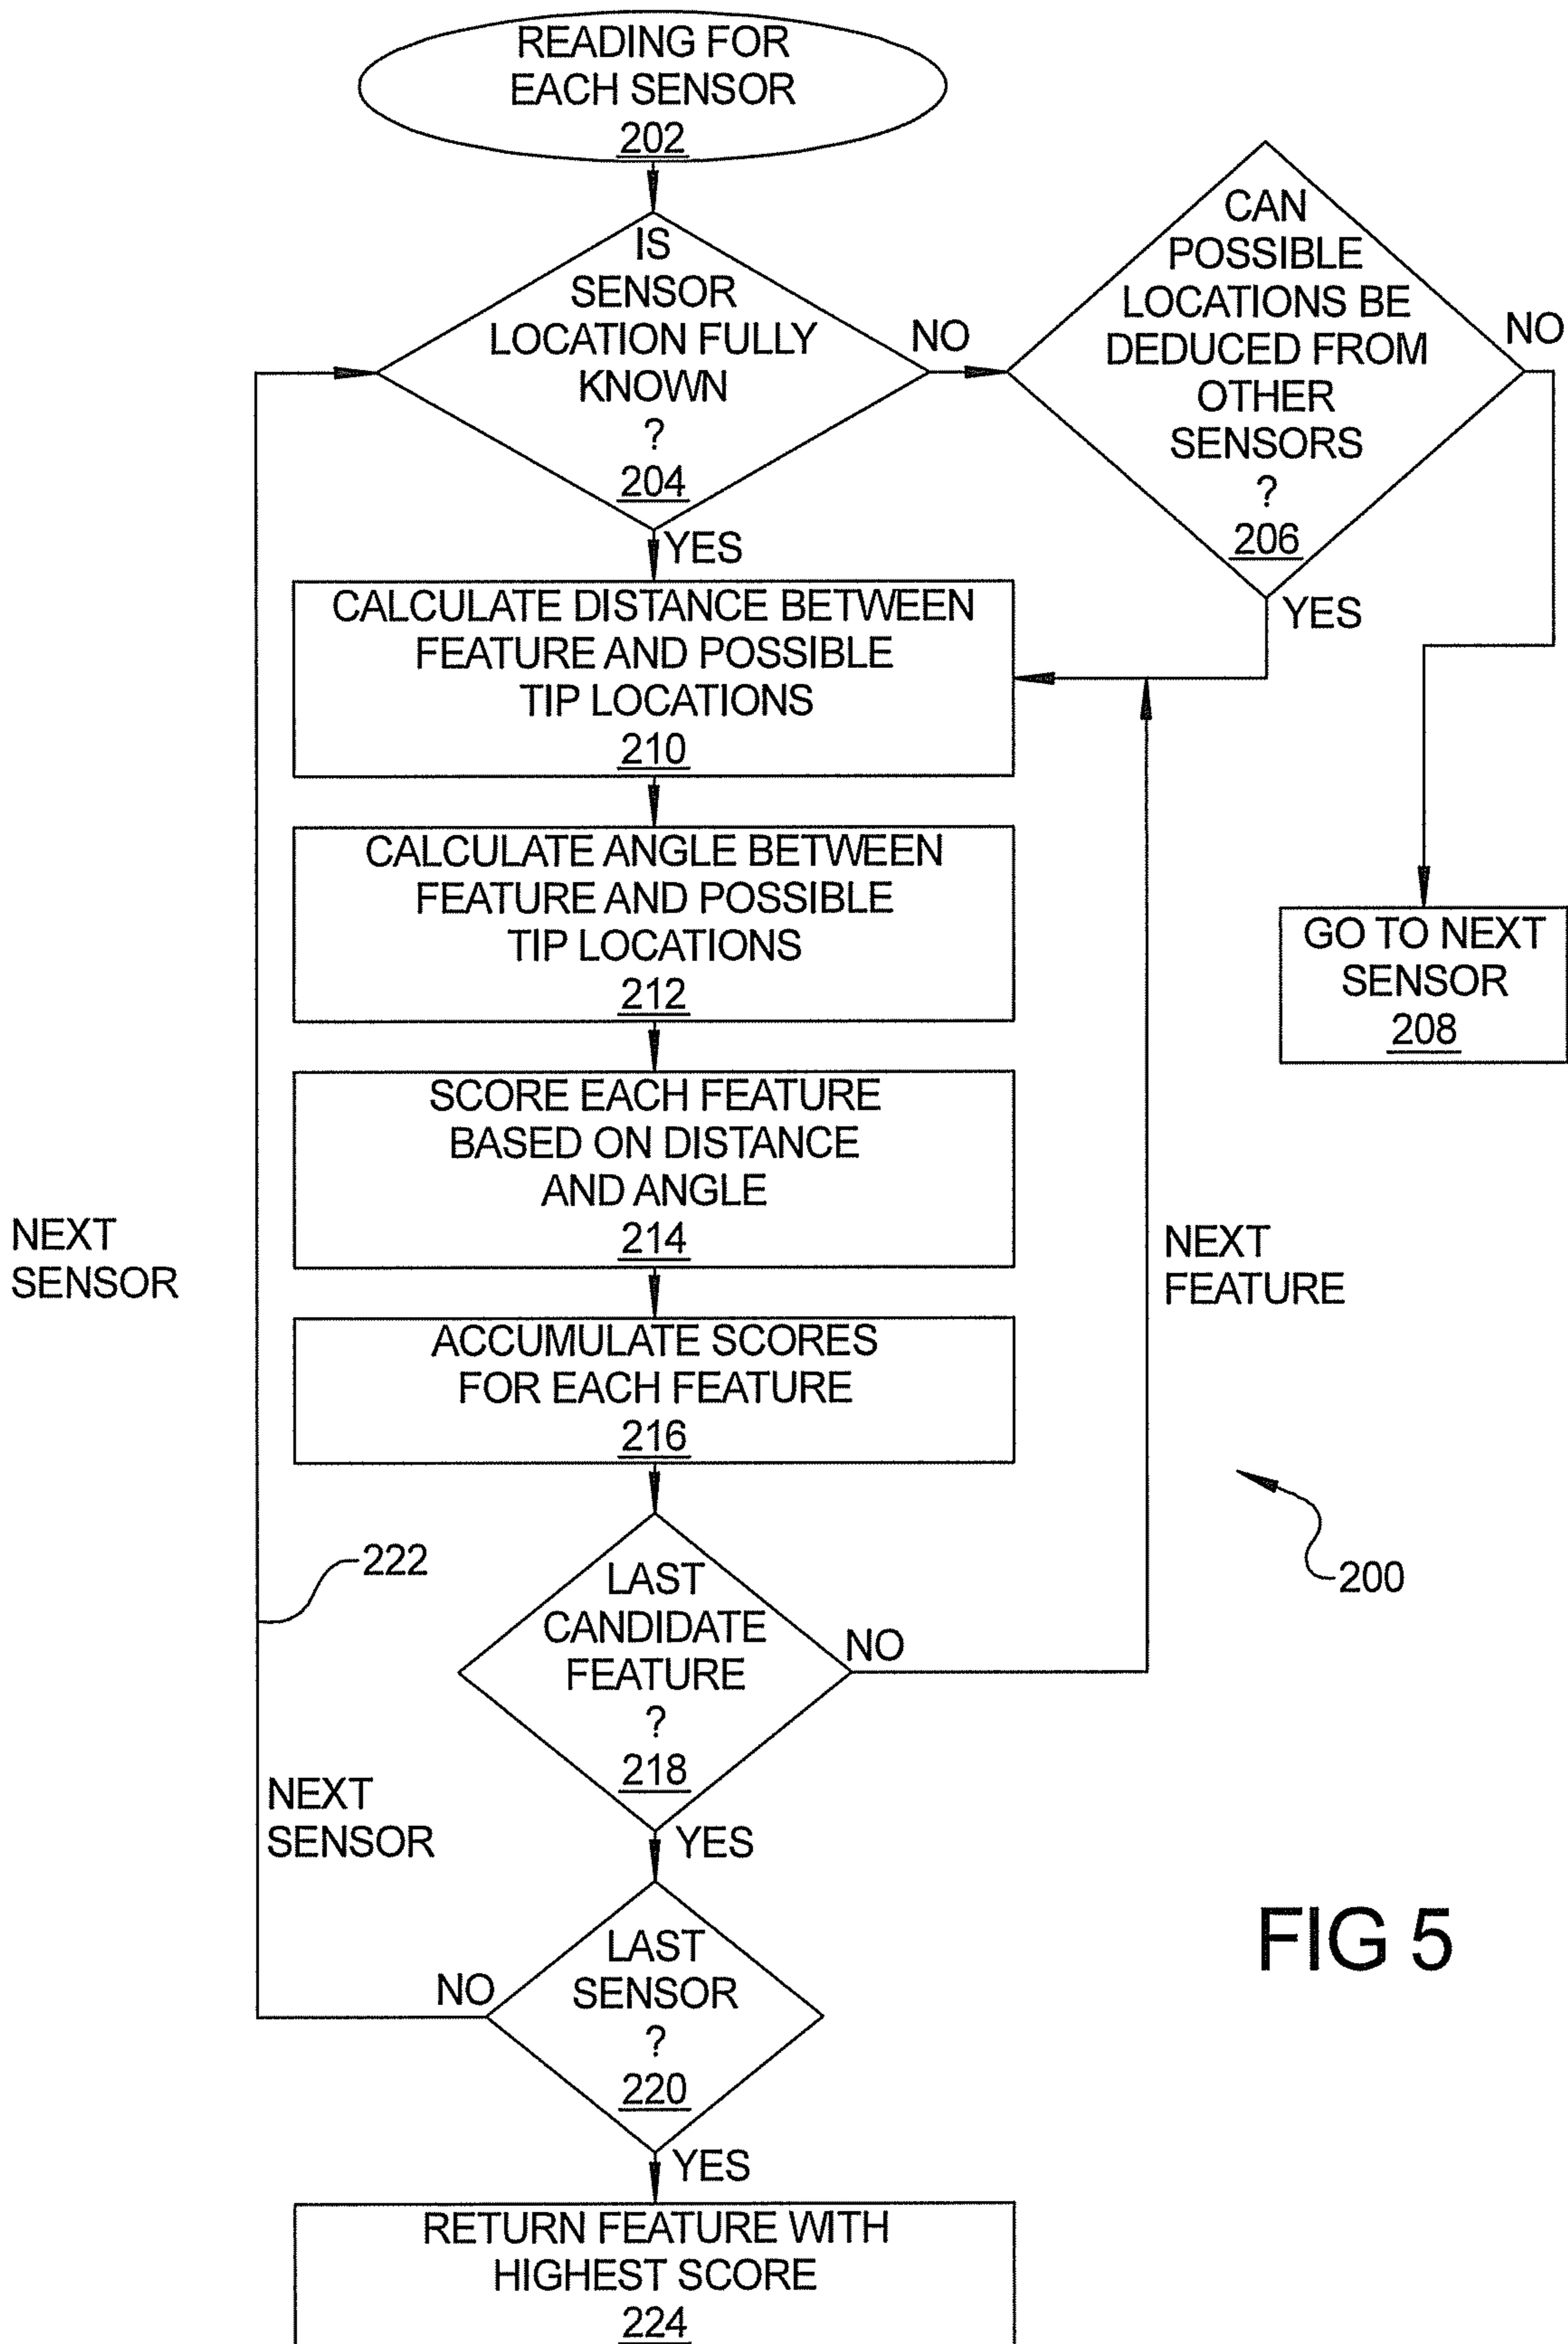 READING FOR
EACH SENSOR
202
IS
SENSOR
LOCATION FULLY
KNOWN
?
204
NO
YES
CAN
POSSIBLE
LOCATIONS BE
DEDUCED FROM
OTHER
SENSORS
?
206
NO
YES
GO TO NEXT
SENSOR
208
CALCULATE DISTANCE BETWEEN
FEATURE AND POSSIBLE
TIP LOCATIONS
210
CALCULATE ANGLE BETWEEN
FEATURE AND POSSIBLE
TIP LOCATIONS
212
SCORE EACH FEATURE
BASED ON DISTANCE
AND ANGLE
214
NEXT
SENSOR
NEXT
FEATURE
ACCUMULATE SCORES
FOR EACH FEATURE
216
222
200
LAST
CANDIDATE
FEATURE
?
218
NO
YES
NEXT
SENSOR
LAST
SENSOR
?
220
NO
YES
FIG 5
RETURN FEATURE WITH
HIGHEST SCORE
224